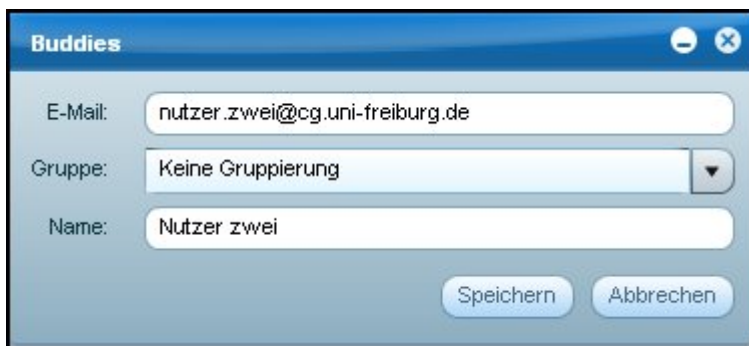 Buddies
E-Mail: nutzer.zwei@cg.uni-freiburg.de
Gruppe: Keine Gruppierung
Name: Nutzer zwei
Speichern Abbrechen